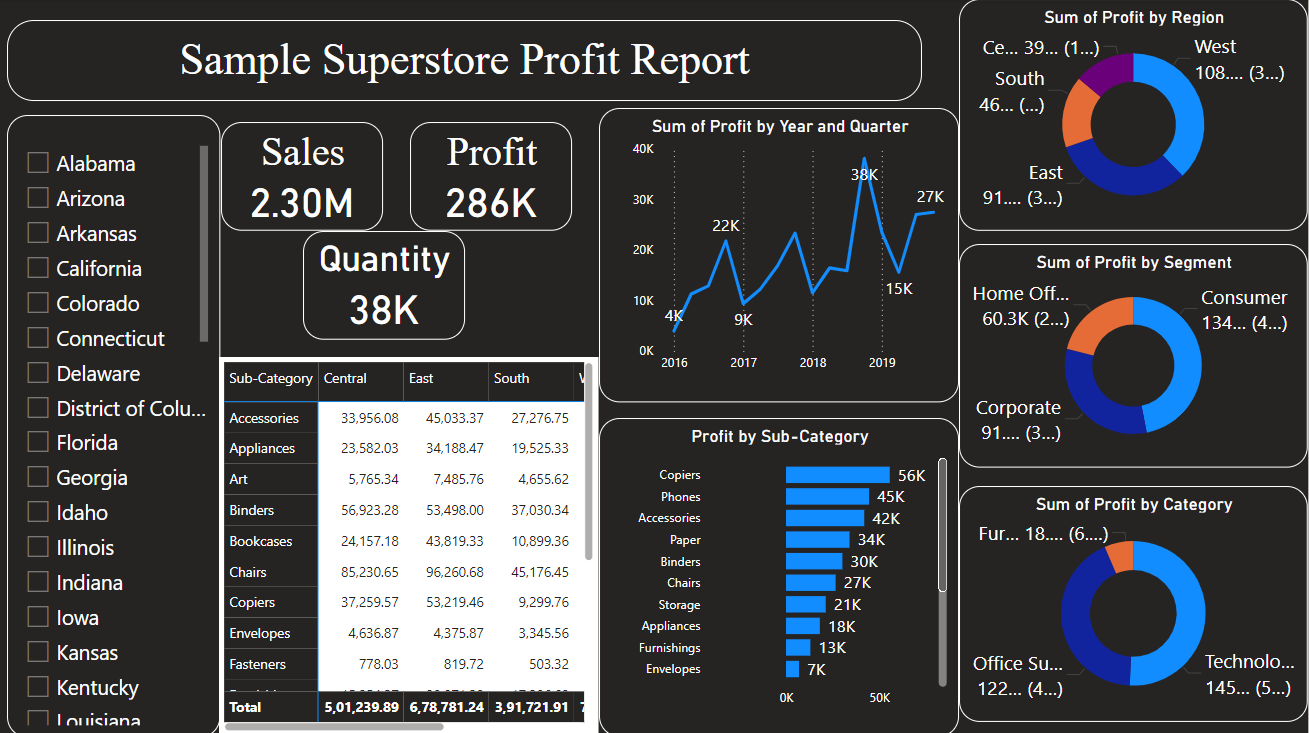 Sample Superstore Profit Report
Alabama
Arizona
Arkansas
California
Colorado
Connecticut
Delaware
District of Colu...
Florida
Georgia
Idaho
Illinois
Indiana
Iowa
Kansas
Kentucky
Louisiana
Sales
2.30M
Profit
286K
Quantity
38K
Sub-Category Central East South
Accessories 33,956.08 45,033.37 27,276.75
Appliances 23,582.03 34,188.47 19,525.33
Art 5,765.34 7,485.76 4,655.62
Binders 56,923.28 53,498.00 37,030.34
Bookcases 24,157.18 43,819.33 10,899.36
Chairs 85,230.65 96,260.68 45,176.45
Copiers 37,259.57 53,219.46 9,299.76
Envelopes 4,636.87 4,375.87 3,345.56
Fasteners 778.03 819.72 503.32
Total 5,01,239.89 6,78,781.24 3,91,721.91 7
Sum of Profit by Year and Quarter
40K
30K
20K
10K
0K
4K
22K
9K
38K
15K
27K
2016 2017 2018 2019
Profit by Sub-Category
Copiers 56K
Phones 45K
Accessories 42K
Paper 34K
Binders 30K
Chairs 27K
Storage 21K
Appliances 18K
Furnishings 13K
Envelopes 7K
0K 50K
Sum of Profit by Region
Ce... 39... (1...)
West
108.... (3...)
South
46... (...)
East
91.... (3...)
Sum of Profit by Segment
Home Off...
60.3K (2...)
Consumer
134... (4...)
Corporate
91.... (3...)
Sum of Profit by Category
Fur... 18.... (6....)
Office Su...
122... (4...)
Technolo...
145... (5...)